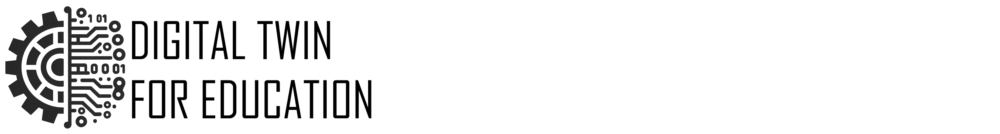 1 01
DIGITAL TWIN
0 0 01
FOR EDUCATION